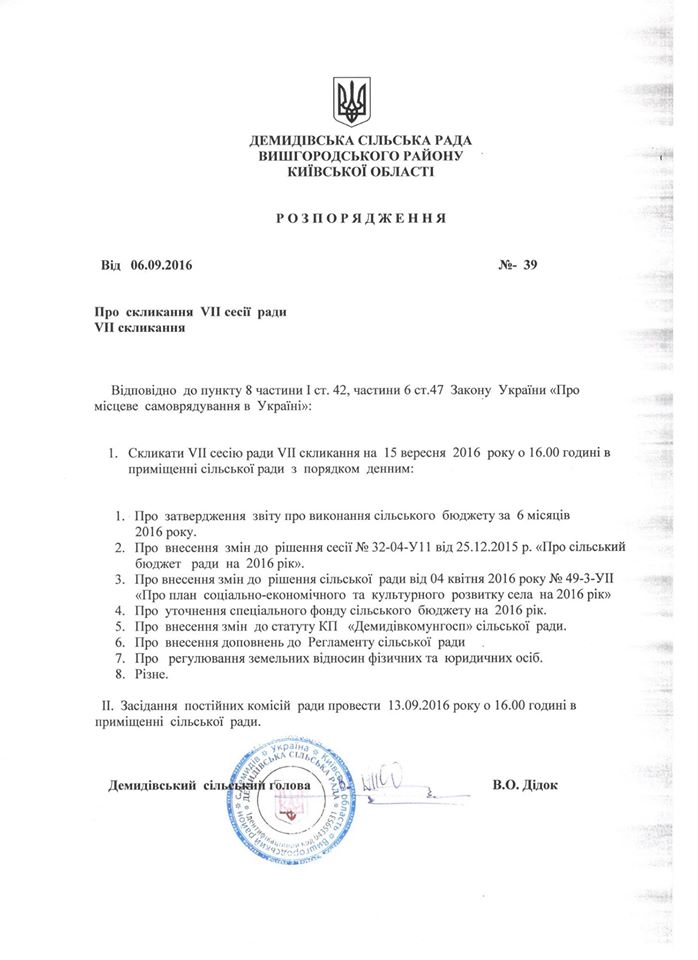 ДЕМИДІВСЬКА СІЛЬСЬКА РАДА
ВИШГОРОДСЬКОГО РАЙОНУ
КИЇВСЬКОЇ ОБЛАСТІ
Р О З П О Р Я Д Ж Е Н Н Я
Від 06.09.2016 №- 39
Про скликання VII сесії ради
VII скликання
Відповідно до пункту 8 частини І ст. 42, частини 6 ст.47 Закону України «Про
місцеве самоврядування в Україні»:
1. Скликати VII сесію ради VII скликання на 15 вересня 2016 року о 16.00 годині в
приміщенні сільської ради з порядком денним:
1. Про затвердження звіту про виконання сільського бюджету за 6 місяців
2016 року.
2. Про внесення змін до рішення сесії № 32-04-У11 від 25.12.2015 р. «Про сільський
бюджет ради на 2016 рік».
3. Про внесення змін до рішення сільської ради від 04 квітня 2016 року № 49-3-УІІ
«Про план соціально-економічного та культурного розвитку села на 2016 рік»
4. Про уточнення спеціального фонду сільського бюджету на 2016 рік.
5. Про внесення змін до статуту КП «Демидівкомунгосп» сільської ради.
6. Про внесення доповнень до Регламенту сільської ради
7. Про регулювання земельних відносин фізичних та юридичних осіб.
8. Різне.
ІІ. Засідання постійних комісій ради провести 13.09.2016 року о 16.00 годині в
приміщенні сільської ради.
Демидівський сільський голова В.О. Дідок
Україна * Київська область * Вишгородський район * с.Демидів
ДЕМИДІВСЬКА СІЛЬСЬКА РАДА
Ідентифікаційний код 04359531